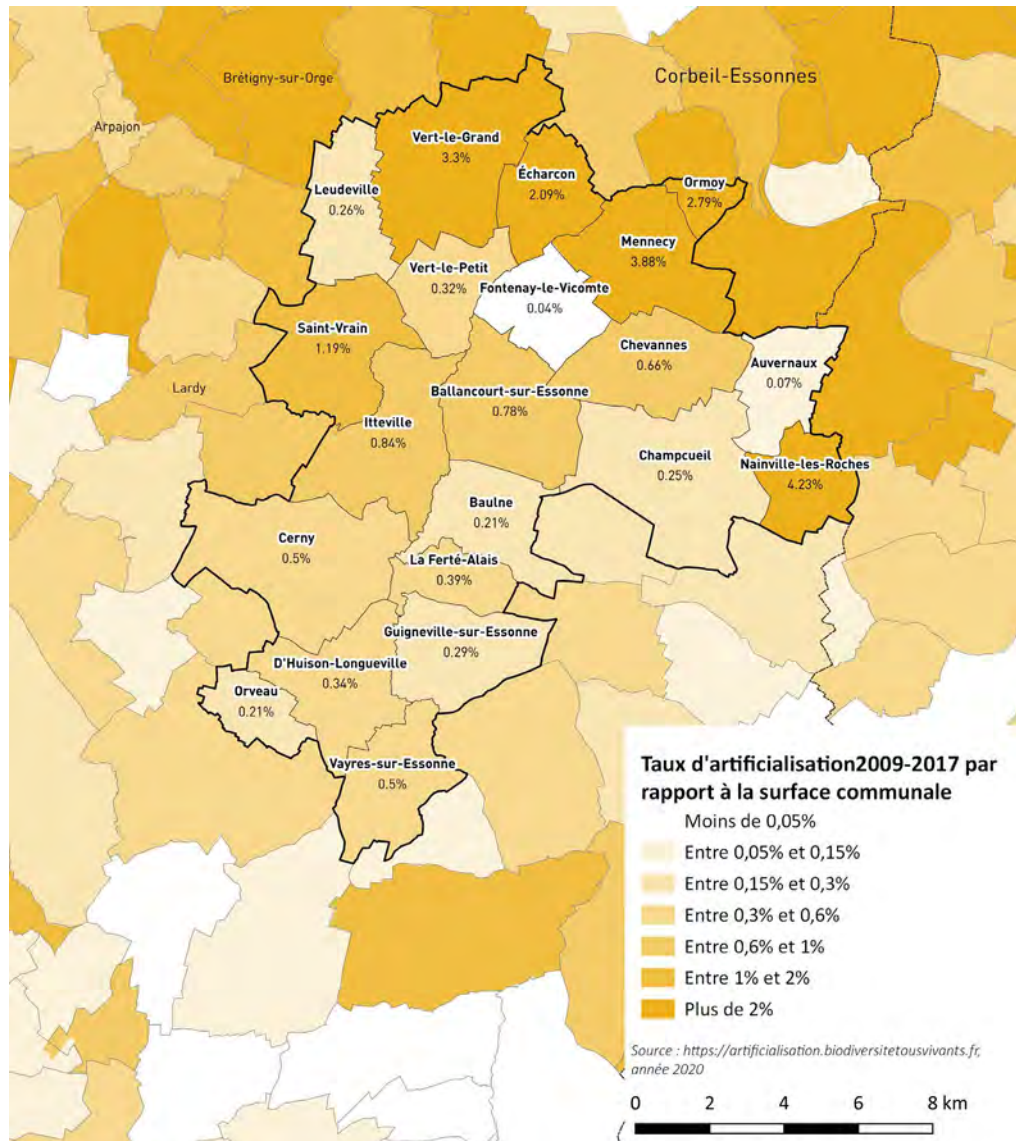 Corbeil-Essonnes
Brétigny-sur-Orge
Arpajon
Vert-le-Grand
3.3%
Écharcon
2.09%
Leudeville
0.26%
Ormoy
2.79%
Mennecy
3.88%
Vert-le-Petit
0.32%
Fontenay-le-Vicomte
0.04%
Saint-Vrain
1,19%
Chevannes
0.66%
Auvernaux
0.07%
Lardy
Ballancourt-sur-Essonne
0.78%
Itteville
0.84%
Champcueil
0.25%
Nainville-les-Roches
4.23%
Baulne
0.21%
Cerny
0.5%
La Ferté-Alais
0.39%
Guigneville-sur-Essonne
0.29%
D'Huison-Longueville
0.34%
Orveau
0.21%
Vayres-sur-Essonne
0.5%
Taux d'artificialisation2009-2017 par
rapport à la surface communale
Moins de 0,05%
Entre 0,05% et 0,15%
Entre 0,15% et 0,3%
Entre 0,3% et 0,6%
Entre 0,6% et 1%
Entre 1% et 2%
Plus de 2%
Source : https://artificialisation.biodiversitetousvivants.fr,
année 2020
0 2 4 6 8 km